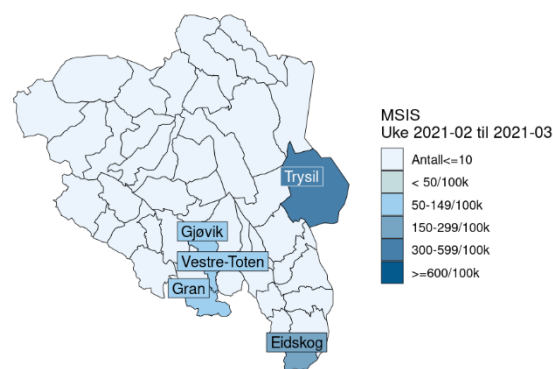 MSIS
Uke 2021-02 til 2021-03
Antall<=10
< 50/100k
50-149/100k
150-299/100k
300-599/100k
>=600/100k
Trysil
Gjøvik
Vestre-Toten
Gran
Eidskog